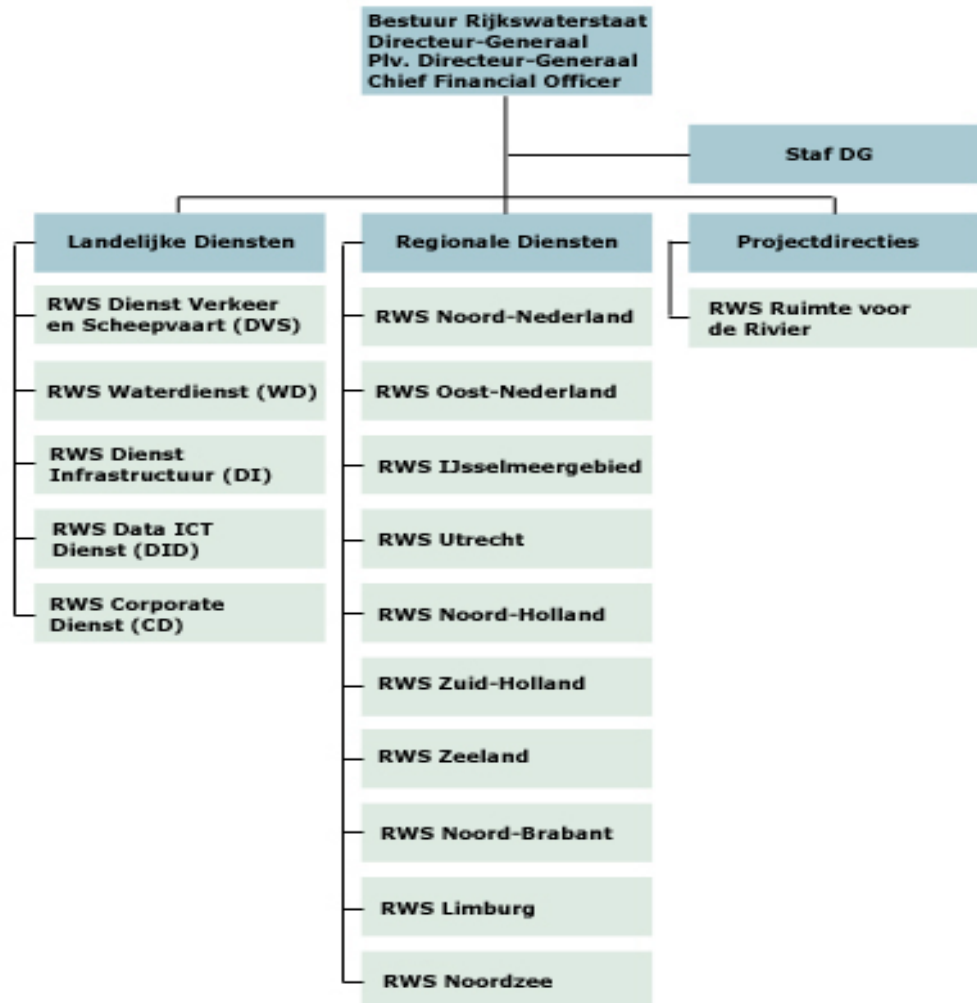 Bestuur Rijkswaterstaat
Directeur-Generaal
Plv. Directeur-Generaal
Chief Financial Officer
Staf DG
Landelijke Diensten
RWS Dienst Verkeer
en Scheepvaart (DVS)
RWS Waterdienst (WD)
RWS Dienst
Infrastructuur (DI)
RWS Data ICT
Dienst (DID)
RWS Corporate
Dienst (CD)
Regionale Diensten
RWS Noord-Nederland
RWS Oost-Nederland
RWS IJsselmeergebied
RWS Utrecht
RWS Noord-Holland
RWS Zuid-Holland
RWS Zeeland
RWS Noord-Brabant
RWS Limburg
RWS Noordzee
Projectdirecties
RWS Ruimte voor
de Rivier